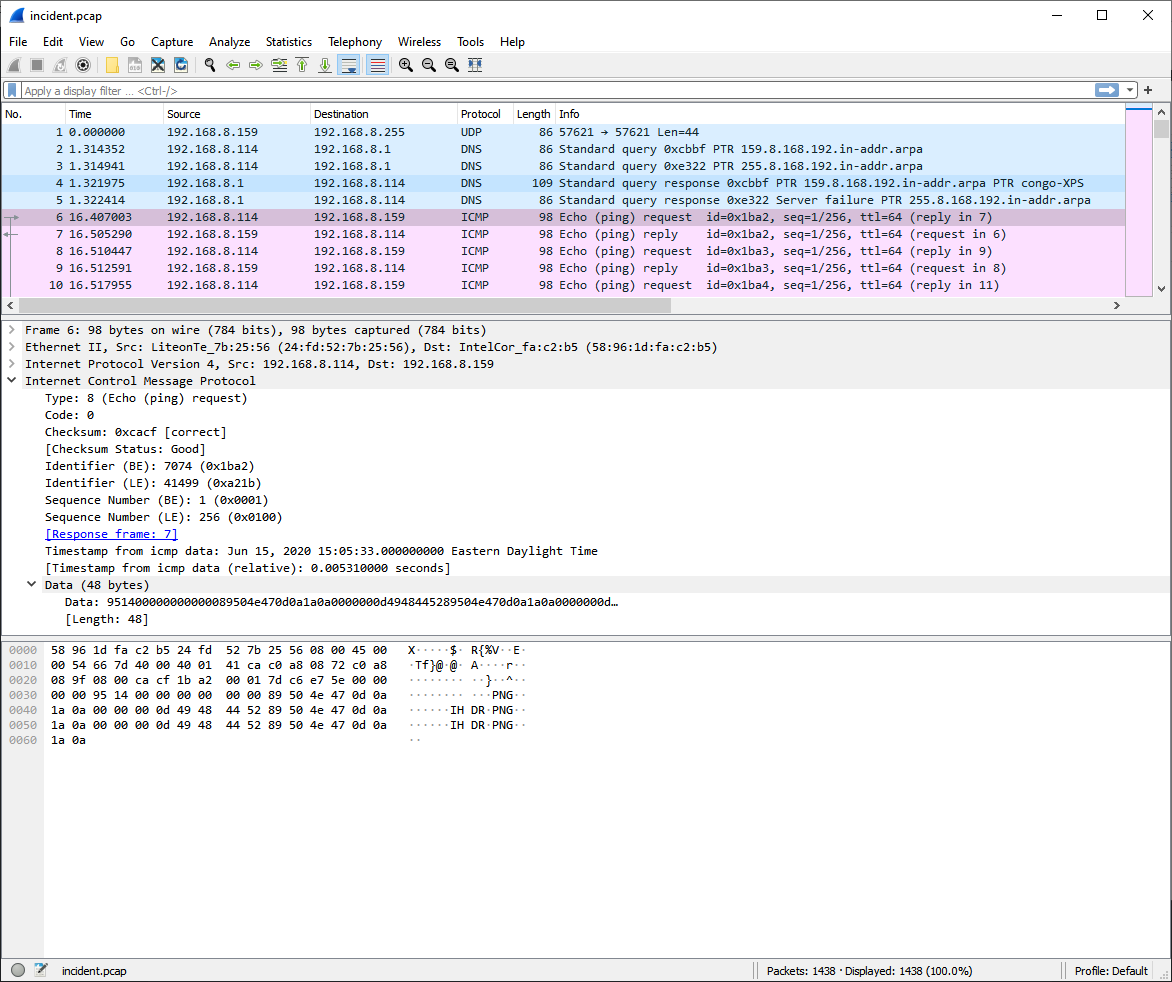 incident.pcap
File Edit View Go Capture Analyze Statistics Telephony Wireless Tools Help
Apply a display filter ... <Ctrl-/>
No. Time Source Destination Protocol Length Info
1 0.000000 192.168.8.159 192.168.8.255 UDP 86 57621 → 57621 Len=44
2 1.314352 192.168.8.114 192.168.8.1 DNS 86 Standard query 0xcbbf PTR 159.8.168.192.in-addr.arpa
3 1.314941 192.168.8.114 192.168.8.1 DNS 86 Standard query 0xe322 PTR 255.8.168.192.in-addr.arpa
4 1.321975 192.168.8.1 192.168.8.114 DNS 109 Standard query response 0xcbbf PTR 159.8.168.192.in-addr.arpa PTR congo-XPS
5 1.322414 192.168.8.1 192.168.8.114 DNS 86 Standard query response 0xe322 Server failure PTR 255.8.168.192.in-addr.arpa
6 16.407003 192.168.8.114 192.168.8.159 ICMP 98 Echo (ping) request id=0x1ba2, seq=1/256, ttl=64 (reply in 7)
7 16.505290 192.168.8.159 192.168.8.114 ICMP 98 Echo (ping) reply id=0x1ba2, seq=1/256, ttl=64 (request in 6)
8 16.510447 192.168.8.114 192.168.8.159 ICMP 98 Echo (ping) request id=0x1ba3, seq=1/256, ttl=64 (reply in 9)
9 16.512591 192.168.8.159 192.168.8.114 ICMP 98 Echo (ping) reply id=0x1ba3, seq=1/256, ttl=64 (request in 8)
10 16.517955 192.168.8.114 192.168.8.159 ICMP 98 Echo (ping) request id=0x1ba4, seq=1/256, ttl=64 (reply in 11)
Frame 6: 98 bytes on wire (784 bits), 98 bytes captured (784 bits)
Ethernet II, Src: LiteonTe_7b:25:56 (24:fd:52:7b:25:56), Dst: IntelCor_fa:c2:b5 (58:96:1d:fa:c2:b5)
Internet Protocol Version 4, Src: 192.168.8.114, Dst: 192.168.8.159
Internet Control Message Protocol
Type: 8 (Echo (ping) request)
Code: 0
Checksum: 0xcacf [correct]
[Checksum Status: Good]
Identifier (BE): 7074 (0x1ba2)
Identifier (LE): 41499 (0xa21b)
Sequence Number (BE): 1 (0x0001)
Sequence Number (LE): 256 (0x0100)
[Response frame: 7]
Timestamp from icmp data: Jun 15, 2020 15:05:33.000000000 Eastern Daylight Time
[Timestamp from icmp data (relative): 0.005310000 seconds]
Data (48 bytes)
Data: 951400000000000089504e470d0a1a0a0000000d4948445289504e470d0a1a0a0000000d…
[Length: 48]
0000 58 96 1d fa c2 b5 24 fd 52 7b 25 56 08 00 45 00 X·····$· R{%V··E·
0010 00 54 66 7d 40 00 40 01 41 ca c0 a8 08 72 c0 a8 ·Tf}@·@· A····r··
0020 08 9f 08 00 ca cf 1b a2 00 01 7d c6 e7 5e 00 00 ········ ··}··^··
0030 00 00 95 14 00 00 00 00 00 00 89 50 4e 47 0d 0a ········ ···PNG··
0040 1a 0a 00 00 00 0d 49 48 44 52 89 50 4e 47 0d 0a ······IH DR·PNG··
0050 1a 0a 00 00 00 0d 49 48 44 52 89 50 4e 47 0d 0a ······IH DR·PNG··
0060 1a 0a ··
incident.pcap Packets: 1438 · Displayed: 1438 (100.0%) Profile: Default